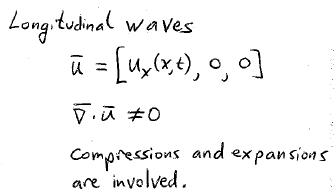 Longitudinal waves
ū = [uₓ(x,t), 0, 0]
∇̄·ū ≠0
Compressions and expansions
are involved.